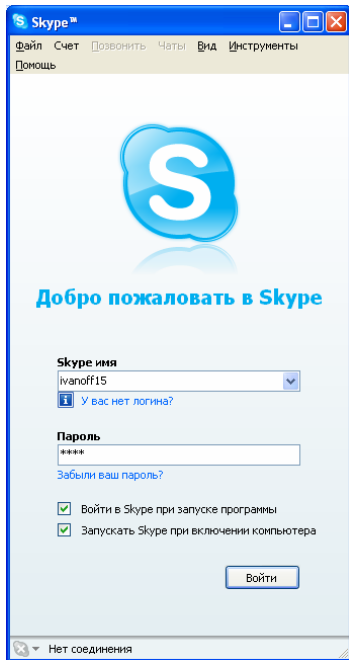 Skype™
Файл Счет Позвонить Чаты Вид Инструменты
Помощь
S
Добро пожаловать в Skype
Skype имя
ivanoff15
У вас нет логина?
Пароль
****
Забыли ваш пароль?
Войти в Skype при запуске программы
Запускать Skype при включении компьютера
Войти
Нет соединения